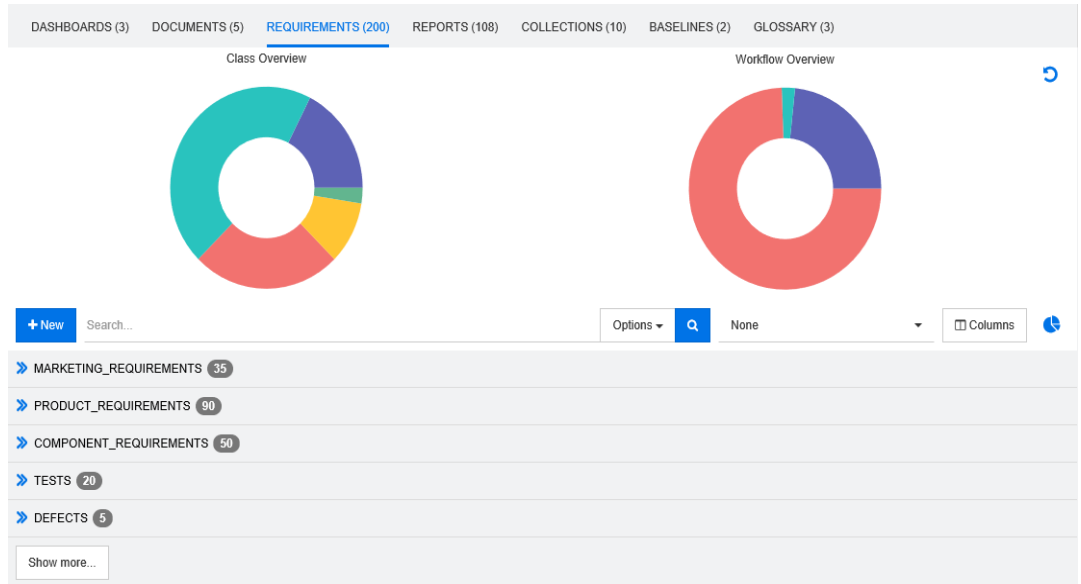 DASHBOARDS (3) DOCUMENTS (5) REQUIREMENTS (200) REPORTS (108) COLLECTIONS (10) BASELINES (2) GLOSSARY (3)
Class Overview Workflow Overview
New Search... Options None Columns
MARKETING_REQUIREMENTS 35
PRODUCT_REQUIREMENTS 90
COMPONENT_REQUIREMENTS 50
TESTS 20
DEFECTS 5
Show more...